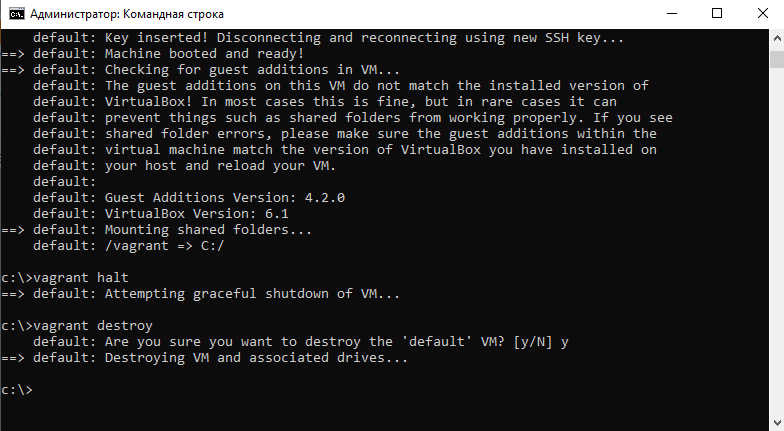 Администратор: Командная строка
    default: Key inserted! Disconnecting and reconnecting using new SSH key...
==> default: Machine booted and ready!
==> default: Checking for guest additions in VM...
    default: The guest additions on this VM do not match the installed version of
    default: VirtualBox! In most cases this is fine, but in rare cases it can
    default: prevent things such as shared folders from working properly. If you see
    default: shared folder errors, please make sure the guest additions within the
    default: virtual machine match the version of VirtualBox you have installed on
    default: your host and reload your VM.
    default:
    default: Guest Additions Version: 4.2.0
    default: VirtualBox Version: 6.1
==> default: Mounting shared folders...
    default: /vagrant => C:/
c:\>vagrant halt
==> default: Attempting graceful shutdown of VM...
c:\>vagrant destroy
    default: Are you sure you want to destroy the 'default' VM? [y/N] y
==> default: Destroying VM and associated drives...
c:\>